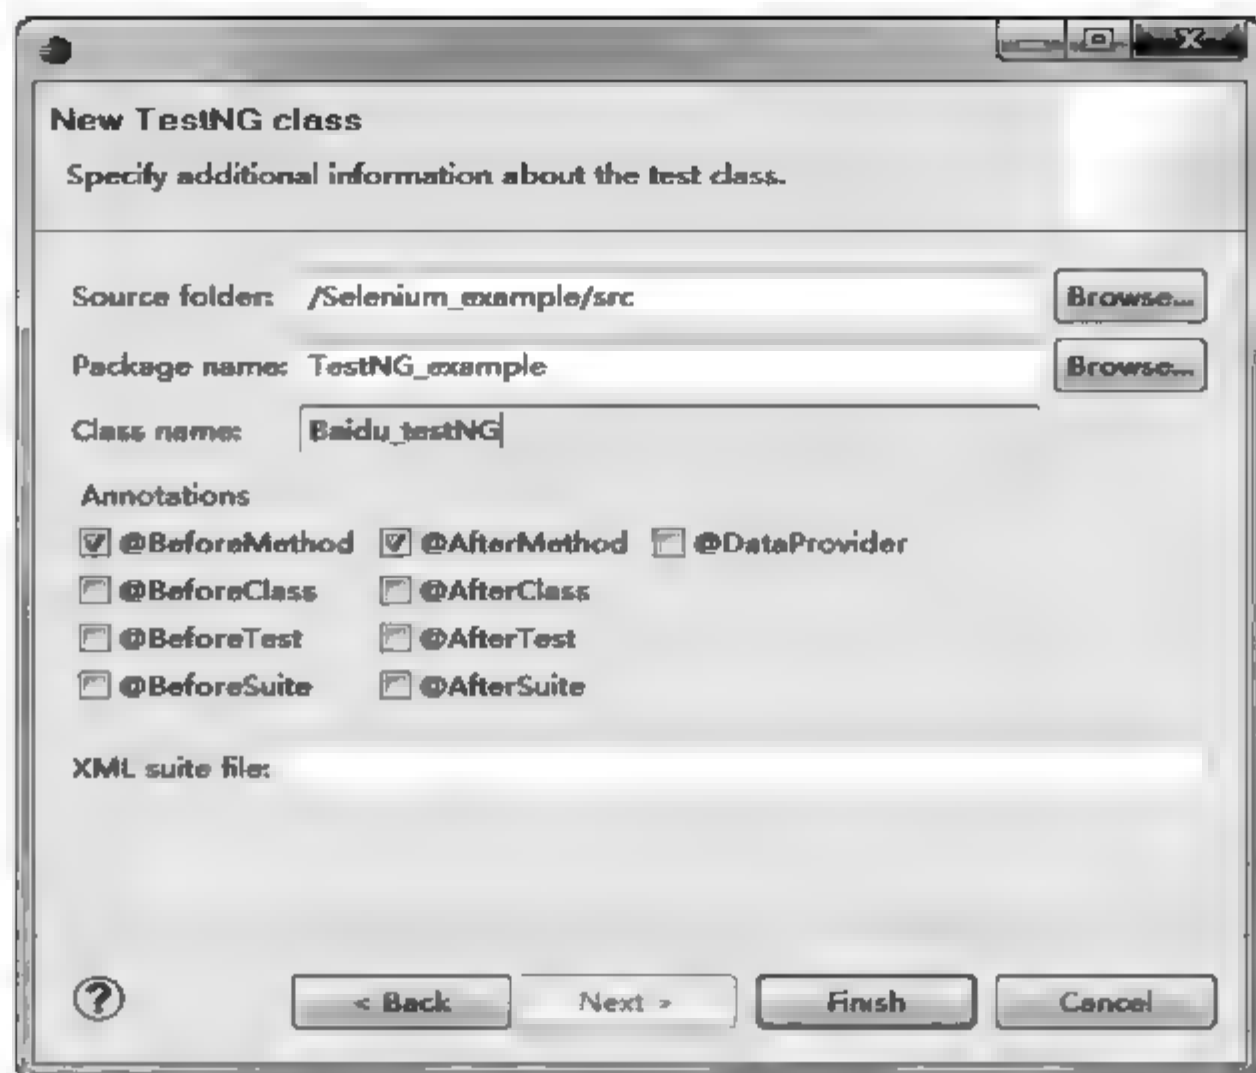 New TestNG class
Specify additional information about the test class.
Source folder: /Selenium_example/src Browse...
Package name: TestNG_example Browse...
Class name: Baidu_testNG
Annotations
@BeforeMethod @AfterMethod @DataProvider
@BeforeClass @AfterClass
@BeforeTest @AfterTest
@BeforeSuite @AfterSuite
XML suite file:
? < Back Next > Finish Cancel